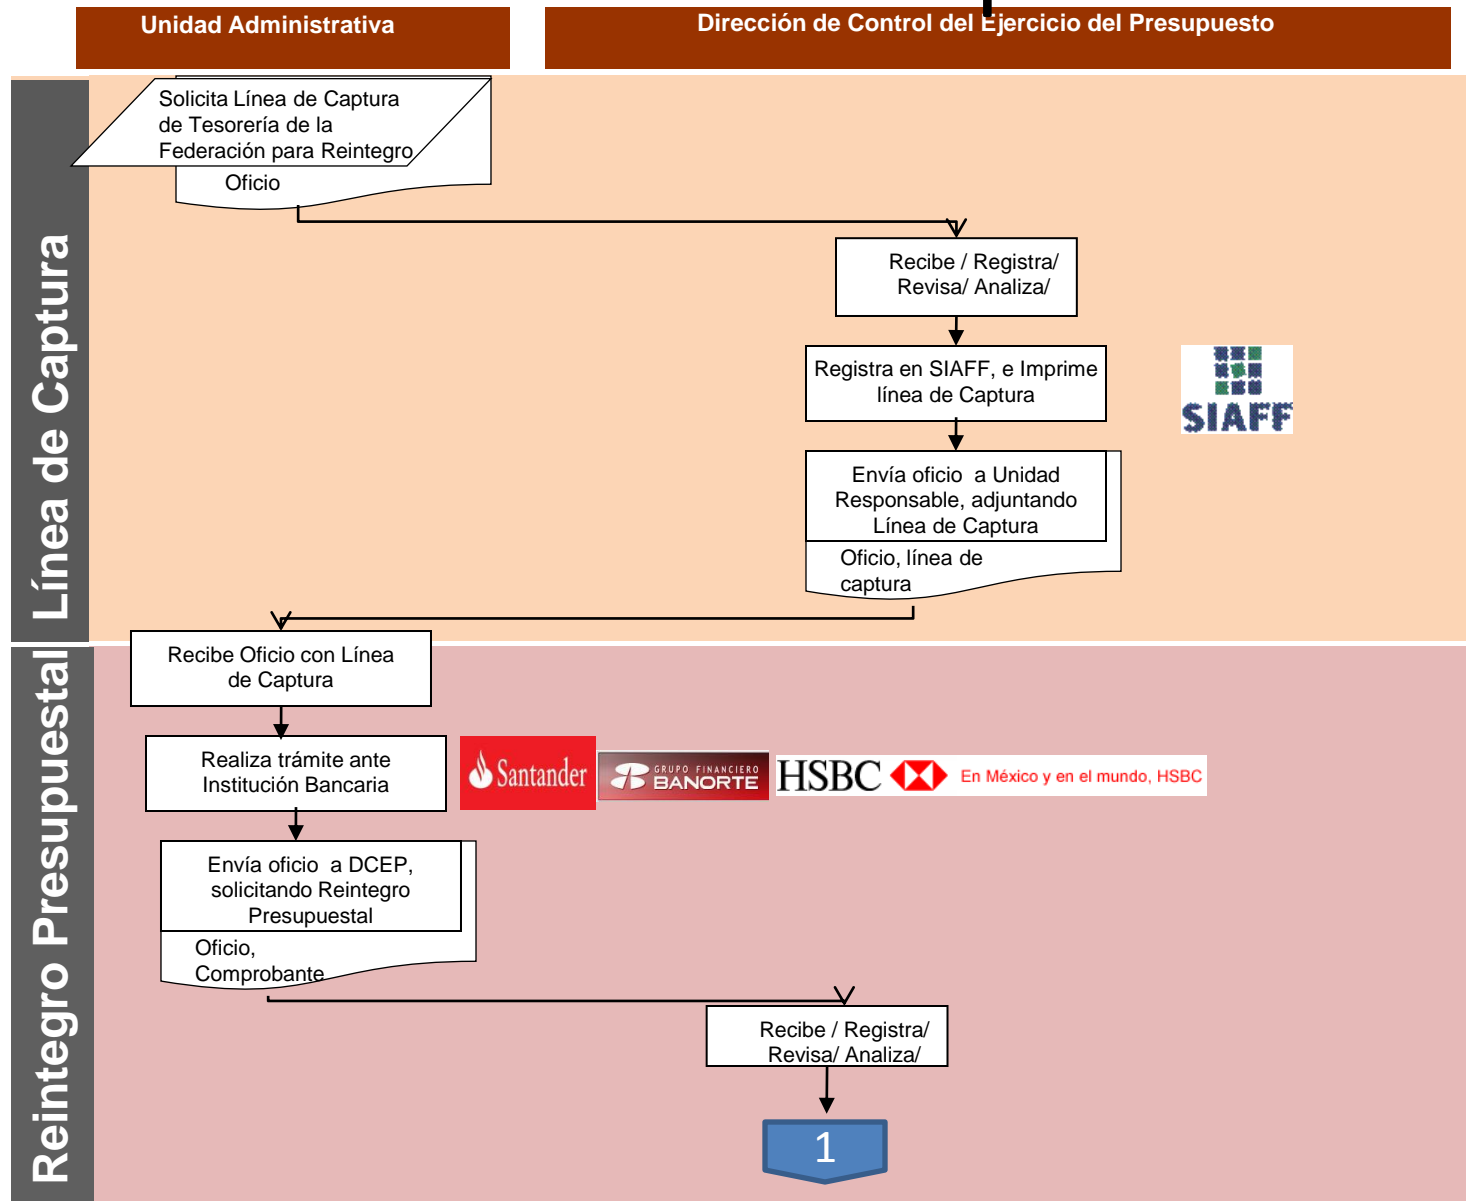 Unidad Administrativa
Dirección de Control del Ejercicio del Presupuesto
Línea de Captura
Solicita Línea de Captura
de Tesorería de la
Federación para Reintegro
Oficio
Recibe / Registra/
Revisa/ Analiza/
Registra en SIAFF, e Imprime
línea de Captura
SIAFF
Envía oficio a Unidad
Responsable, adjuntando
Línea de Captura
Oficio, línea de
captura
Reintegro Presupuestal
Recibe Oficio con Línea
de Captura
Realiza trámite ante
Institución Bancaria
Santander
GRUPO FINANCIERO
BANORTE
HSBC
En México y en el mundo, HSBC
Envía oficio a DCEP,
solicitando Reintegro
Presupuestal
Oficio,
Comprobante
Recibe / Registra/
Revisa/ Analiza/
1